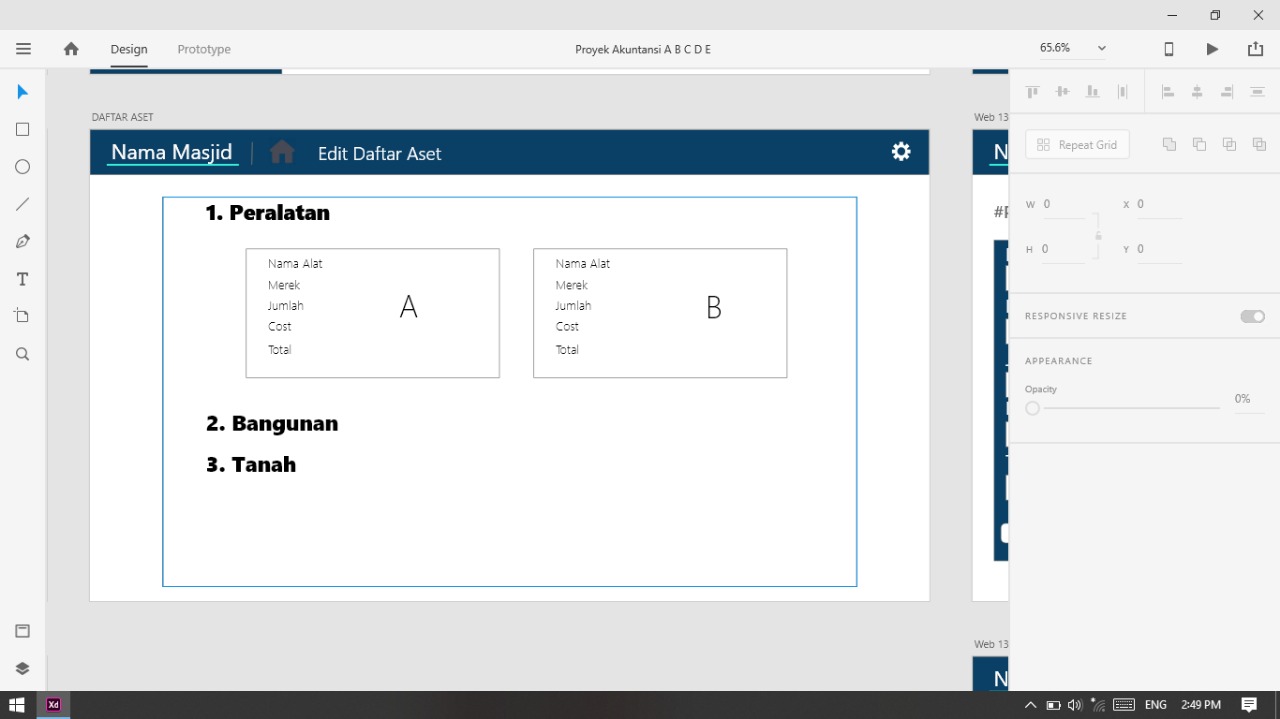 Design
Prototype
Proyek Akuntansi A B C D E
65.6%
DAFTAR ASET
Web 13
Nama Masjid
Edit Daftar Aset
N
Repeat Grid
W 0
X 0
H 0
Y 0
RESPONSIVE RESIZE
APPEARANCE
Opacity
0%
1. Peralatan
Nama Alat
Merek
Jumlah
Cost
Total
A
Nama Alat
Merek
Jumlah
Cost
Total
B
2. Bangunan
3. Tanah
Web 13
N
Xd
ENG
2:49 PM